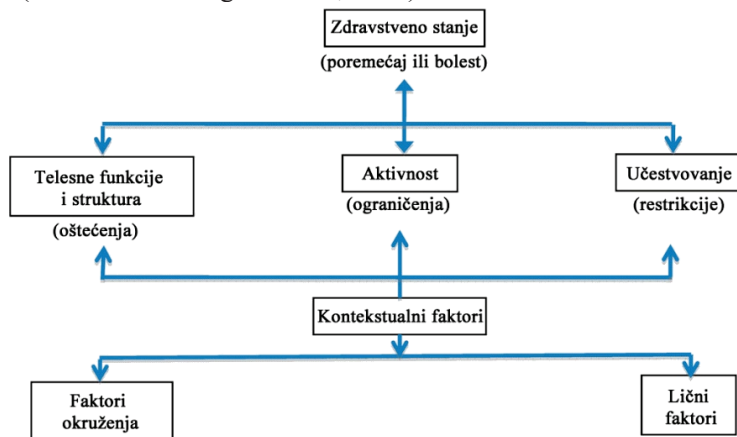 Zdravstveno stanje
(poremećaj ili bolest)
Telesne funkcije
i struktura
(oštećenja)
Aktivnost
(ograničenja)
Učestvovanje
(restrikcije)
Kontekstualni faktori
Faktori
okruženja
Lični
faktori